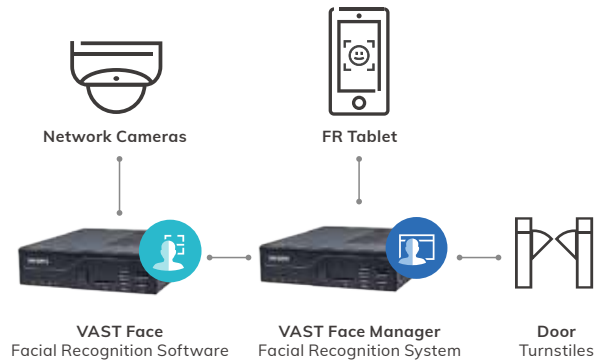 Network Cameras
FR Tablet
VAST Face
Facial Recognition Software
VAST Face Manager
Facial Recognition System
Door
Turnstiles